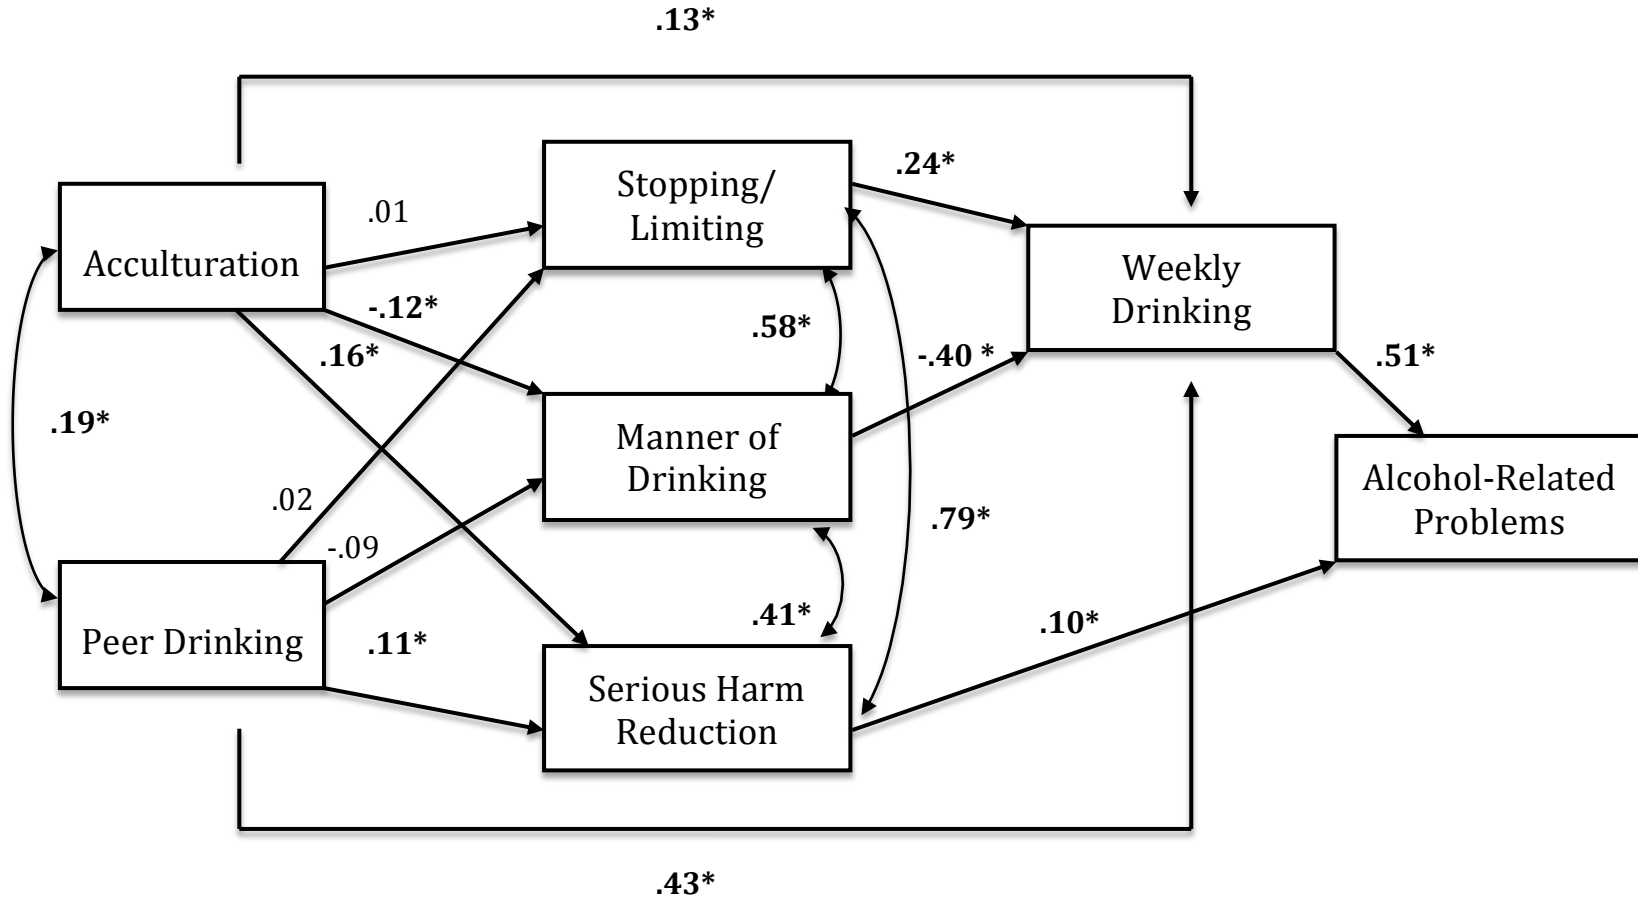 .13*
Stopping/
Limiting
.24*
.01
Acculturation
Weekly
Drinking
-.12*
.58*
.16*
-.40 *
.51*
.19*
Manner of
Drinking
Alcohol-Related
Problems
.02
.79*
-.09
.41*
.10*
Peer Drinking
.11*
Serious Harm
Reduction
.43*